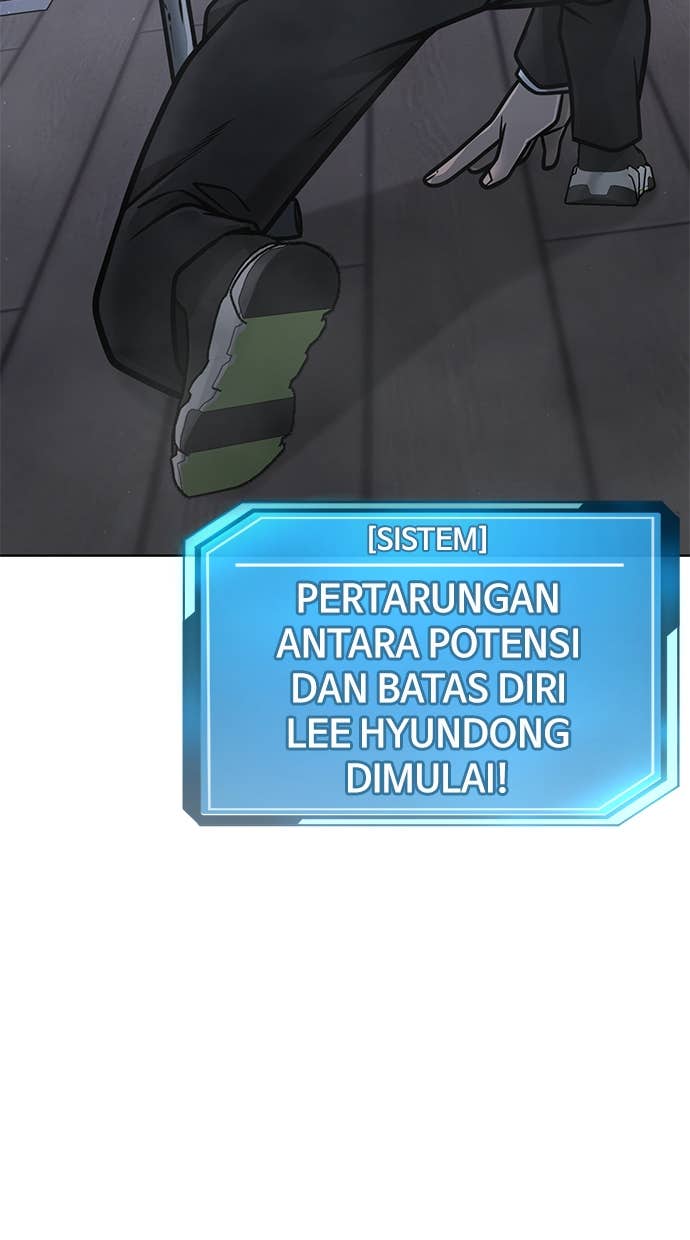 [SISTEM]
PERTARUNGAN
ANTARA POTENSI
DAN BATAS DIRI
LEE HYUNDONG
DIMULAI!